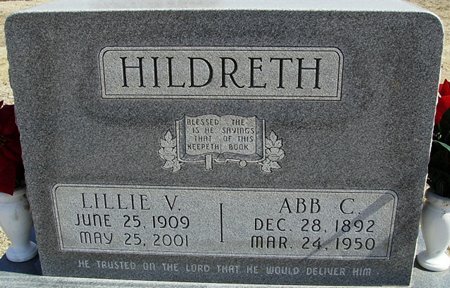 HILDRETH
BLESSED THE
IS HE SAYINGS
THAT OF THIS
KEEPETH BOOK
LILLIE V.
JUNE 25, 1909
MAY 25, 2001
ABB C.
DEC. 28, 1892
MAR. 24, 1950
HE TRUSTED ON THE LORD THAT HE WOULD DELIVER HIM